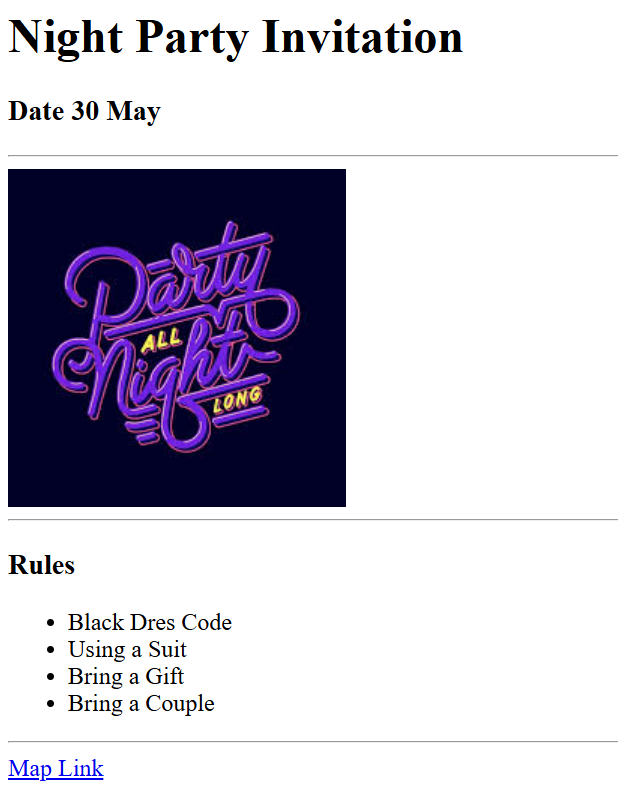 Night Party Invitation
Date 30 May
Party
ALL
Night
LONG
Rules
Black Dres Code
Using a Suit
Bring a Gift
Bring a Couple
Map Link